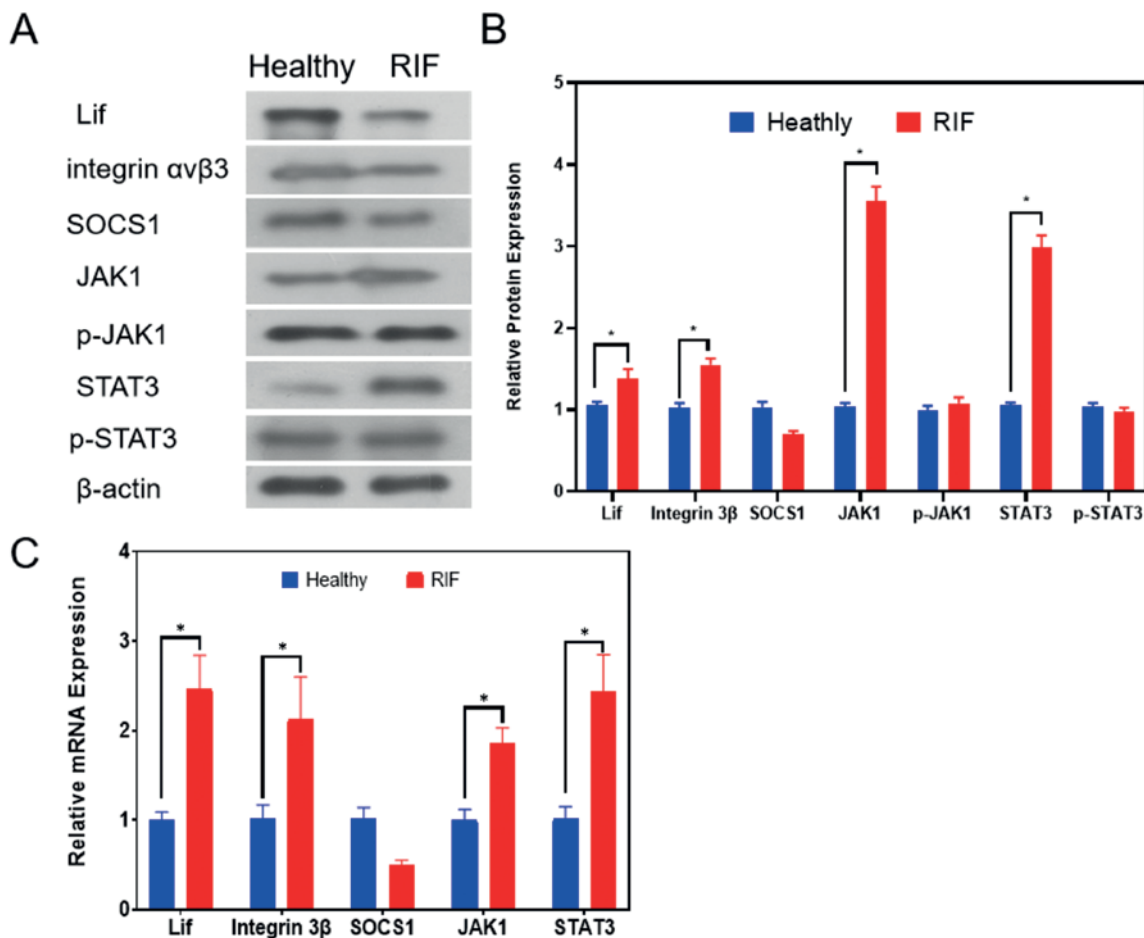 A
Healthy RIF
Lif
integrin αvβ3
SOCS1
JAK1
p-JAK1
STAT3
p-STAT3
β-actin
B
Relative Protein Expression
5
4
3
2
1
0
Heathly RIF
*
*
*
*
Lif Integrin 3β SOCS1 JAK1 p-JAK1 STAT3 p-STAT3
C
Relative mRNA Expression
4
3
2
1
0
Healthy RIF
*
*
*
*
Lif Integrin 3β SOCS1 JAK1 STAT3